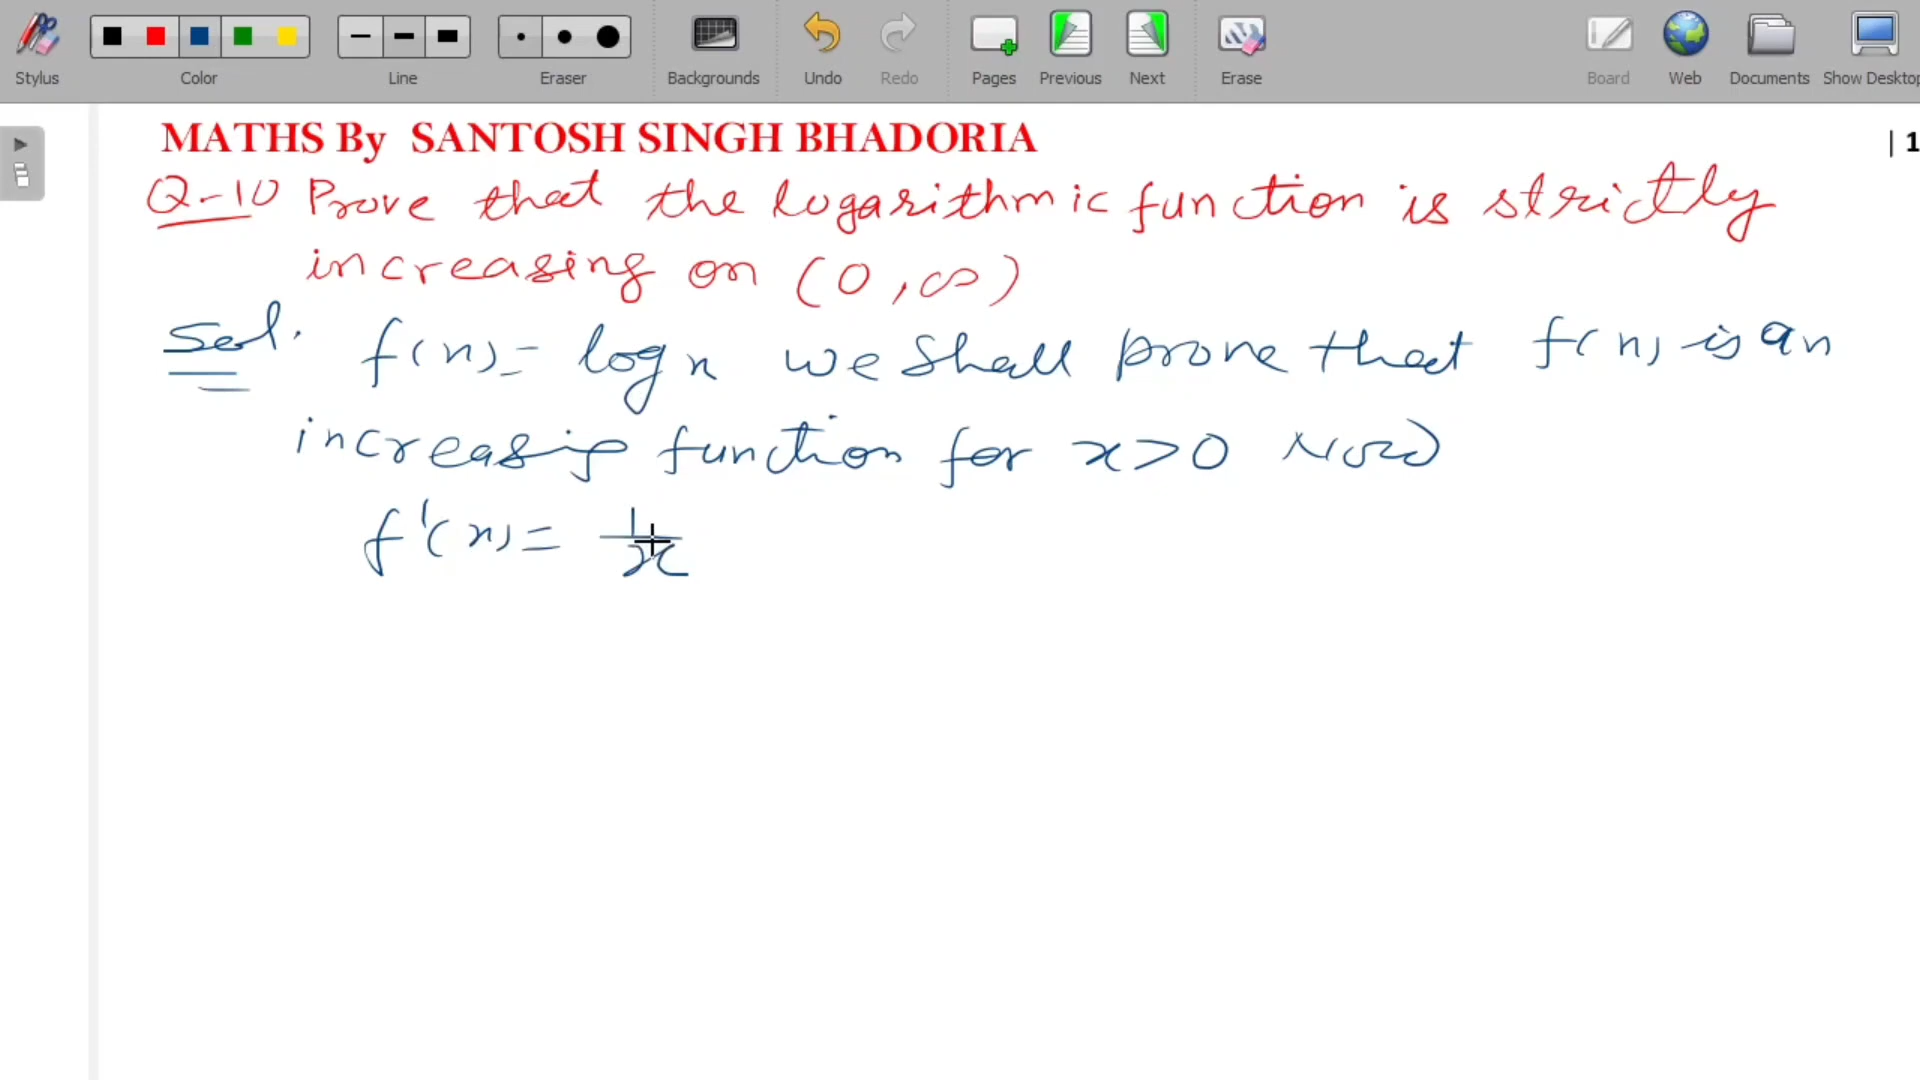 Stylus
Color
Line
Eraser
Backgrounds
Undo
Redo
Pages
Previous
Next
Erase
Board
Web
Documents
Show Desktop
MATHS By SANTOSH SINGH BHADORIA
| 1
Q-10 Prove that the logarithmic function is strictly
increasing on (0,∞)
Sol. f(x)= log x we shall prove that f(x) is an
increasing function for x>0 Now
f'(x)= 1/x